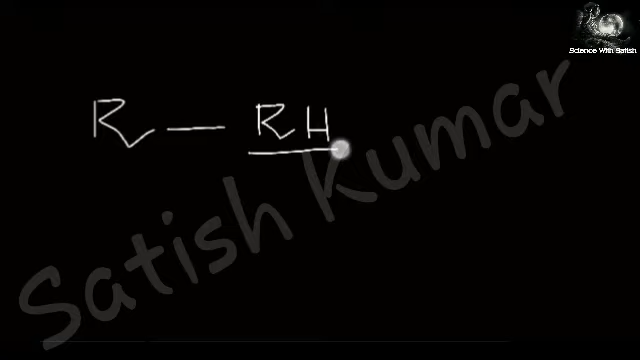 Science With Satish
R — RH
Satish Kumar